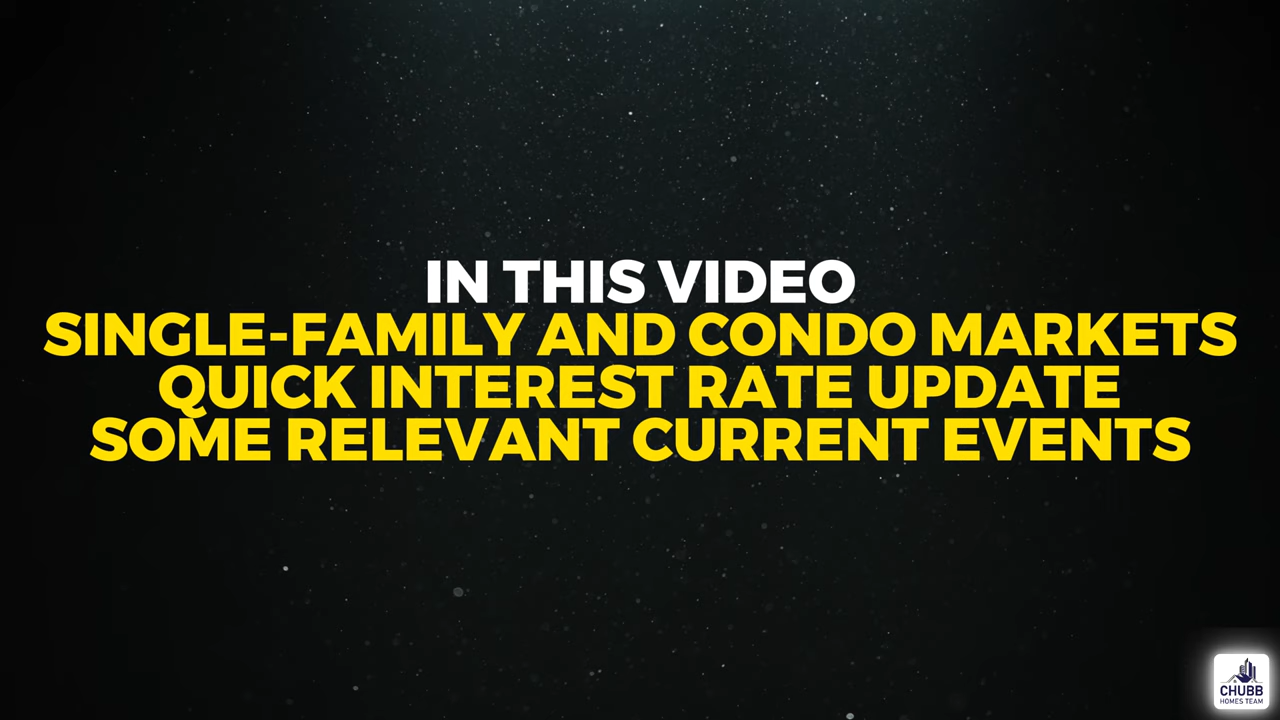 IN THIS VIDEO
SINGLE-FAMILY AND CONDO MARKETS
QUICK INTEREST RATE UPDATE
SOME RELEVANT CURRENT EVENTS
CHUBB
HOMES TEAM